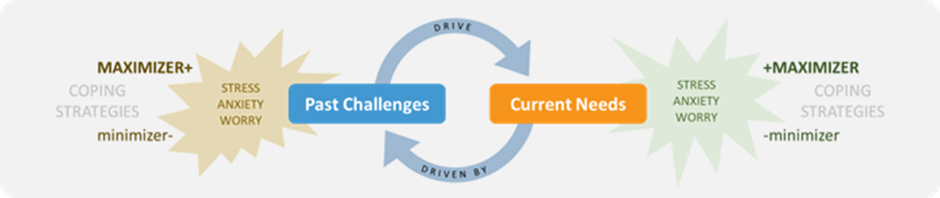 DRIVE
MAXIMIZER+
COPING
STRATEGIES
minimizer-
STRESS
ANXIETY
WORRY
Past Challenges
Current Needs
STRESS
ANXIETY
WORRY
+MAXIMIZER
COPING
STRATEGIES
-minimizer
DRIVEN BY